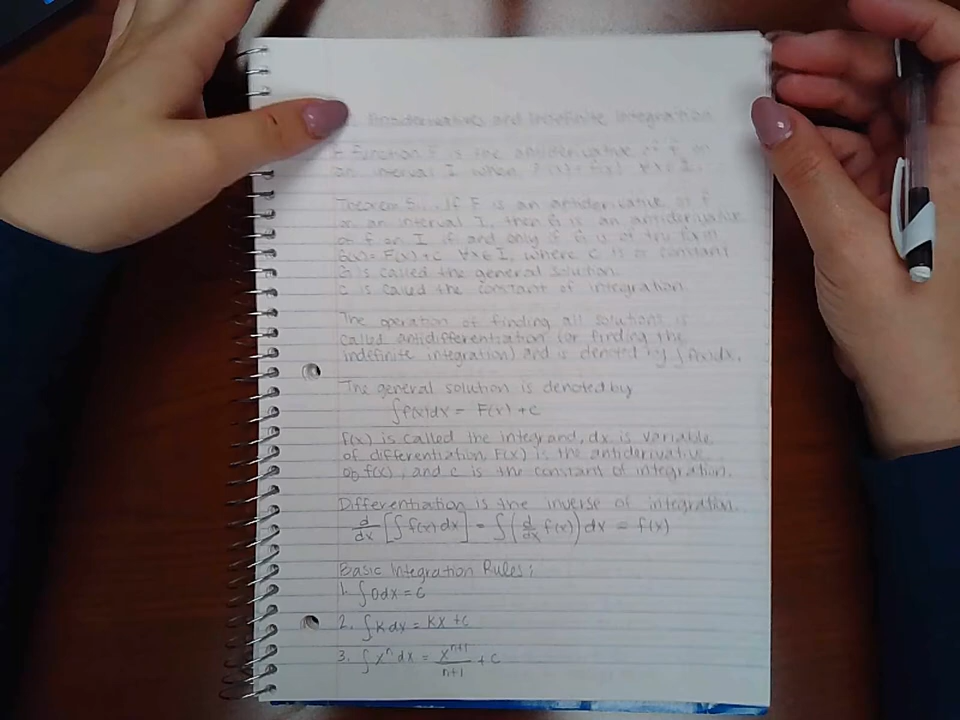 Antiderivatives and Indefinite Integration
A function F is the antiderivative of f on
an interval I when F'(x) = f(x) ∀x∈I.
Theorem 5. If F is an antiderivative of f
on an interval I, then G is an antiderivative
of f on I if and only if G is of the form
G(x) = F(x) + C ∀x∈I, where C is a constant
G is called the general solution.
C is called the constant of integration.
The operation of finding all solutions is
called antidifferentiation (or finding the
indefinite integration) and is denoted by ∫f(x)dx.
The general solution is denoted by
∫f(x)dx = F(x) + C
f(x) is called the integrand, dx is variable
of differentiation, F(x) is the antiderivative
of f(x), and C is the constant of integration.
Differentiation is the inverse of integration.
d/dx [∫f(x)dx] = ∫(d/dx f(x))dx = f(x)
Basic Integration Rules:
1. ∫0dx = C
2. ∫Kdx = Kx + C
3. ∫x^n dx = x^(n+1)/(n+1) + C